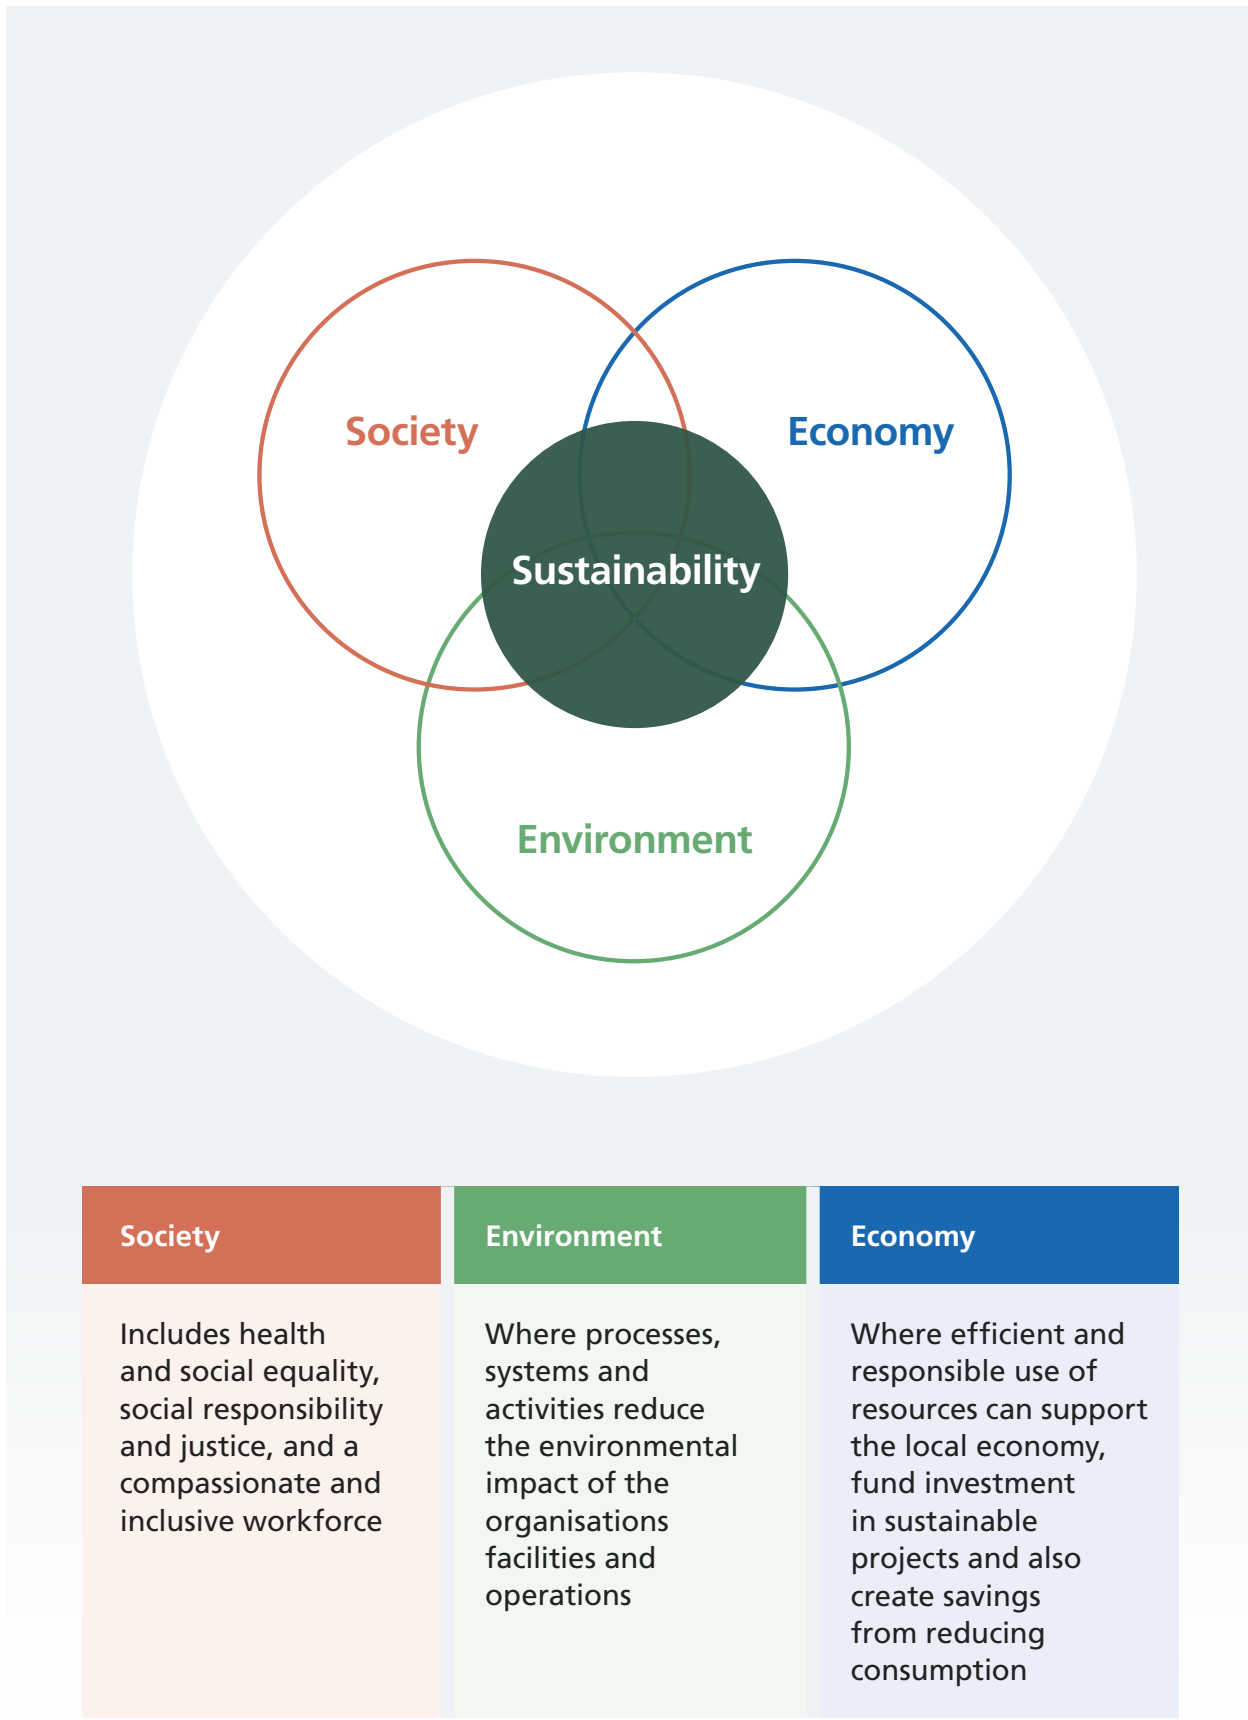 Society
Economy
Sustainability
Environment
Society
Includes health
and social equality,
social responsibility
and justice, and a
compassionate and
inclusive workforce
Environment
Where processes,
systems and
activities reduce
the environmental
impact of the
organisations
facilities and
operations
Economy
Where efficient and
responsible use of
resources can support
the local economy,
fund investment
in sustainable
projects and also
create savings
from reducing
consumption